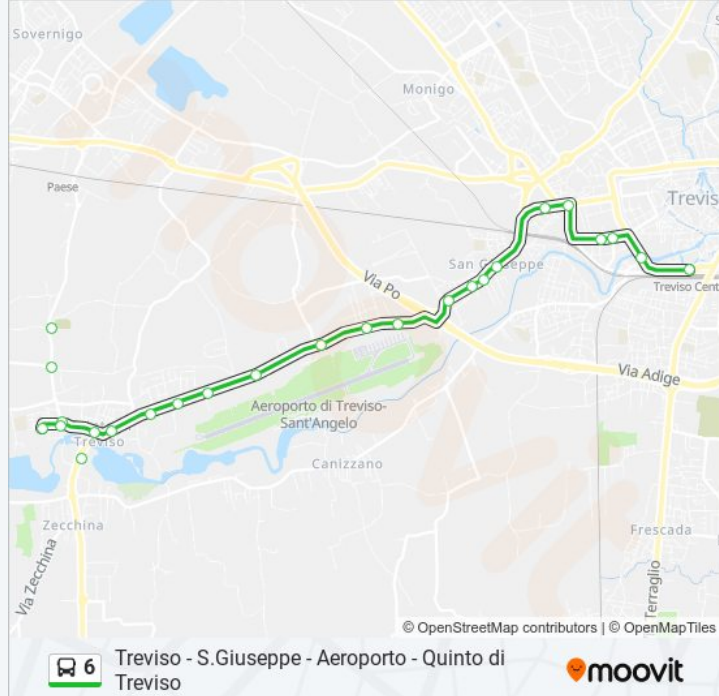 Sovernigo
Monigo
Paese
Trevis
San Giuseppe
Via Po
Treviso Cent
Via Adige
Aeroporto di Treviso-
Sant'Angelo
Treviso
Canizzano
Zecchina
Frescada
Via Zecchina
Terraglio
© OpenStreetMap contributors | © OpenMapTiles
6
Treviso - S.Giuseppe - Aeroporto - Quinto di
Treviso
moovit